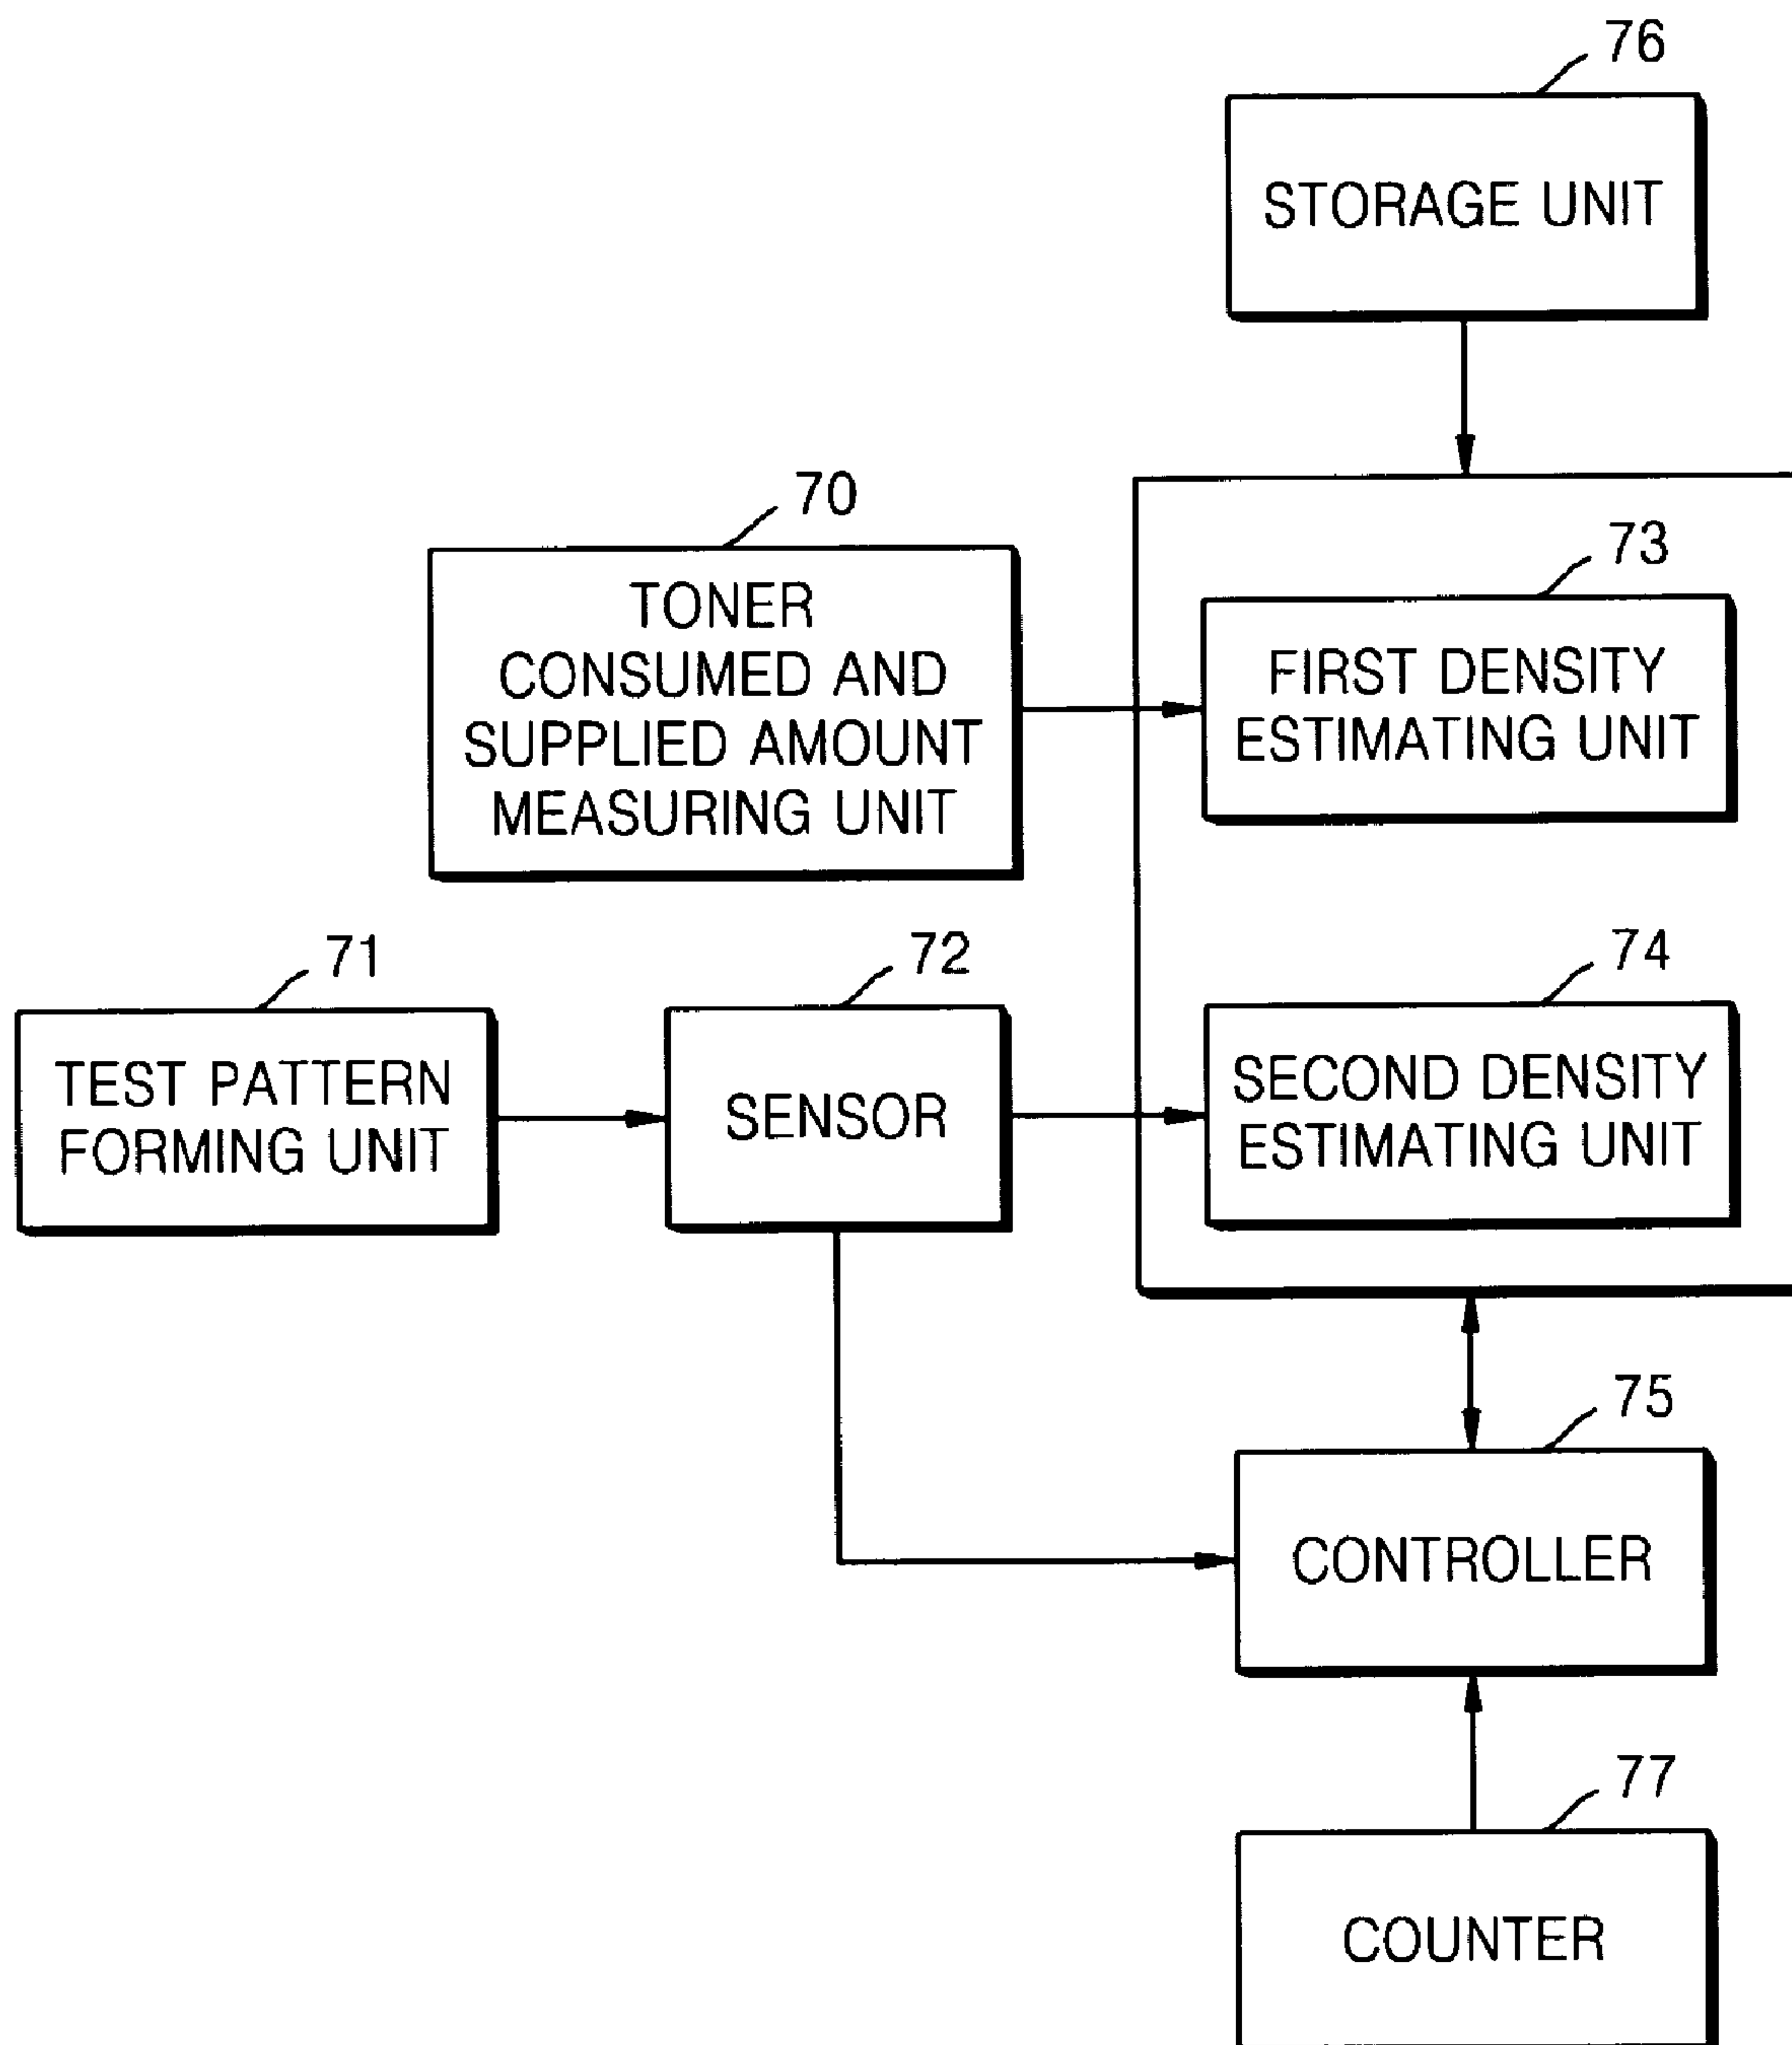 76
STORAGE UNIT
70
TONER
CONSUMED AND
SUPPLIED AMOUNT
MEASURING UNIT
73
FIRST DENSITY
ESTIMATING UNIT
71
TEST PATTERN
FORMING UNIT
72
SENSOR
74
SECOND DENSITY
ESTIMATING UNIT
75
CONTROLLER
77
COUNTER